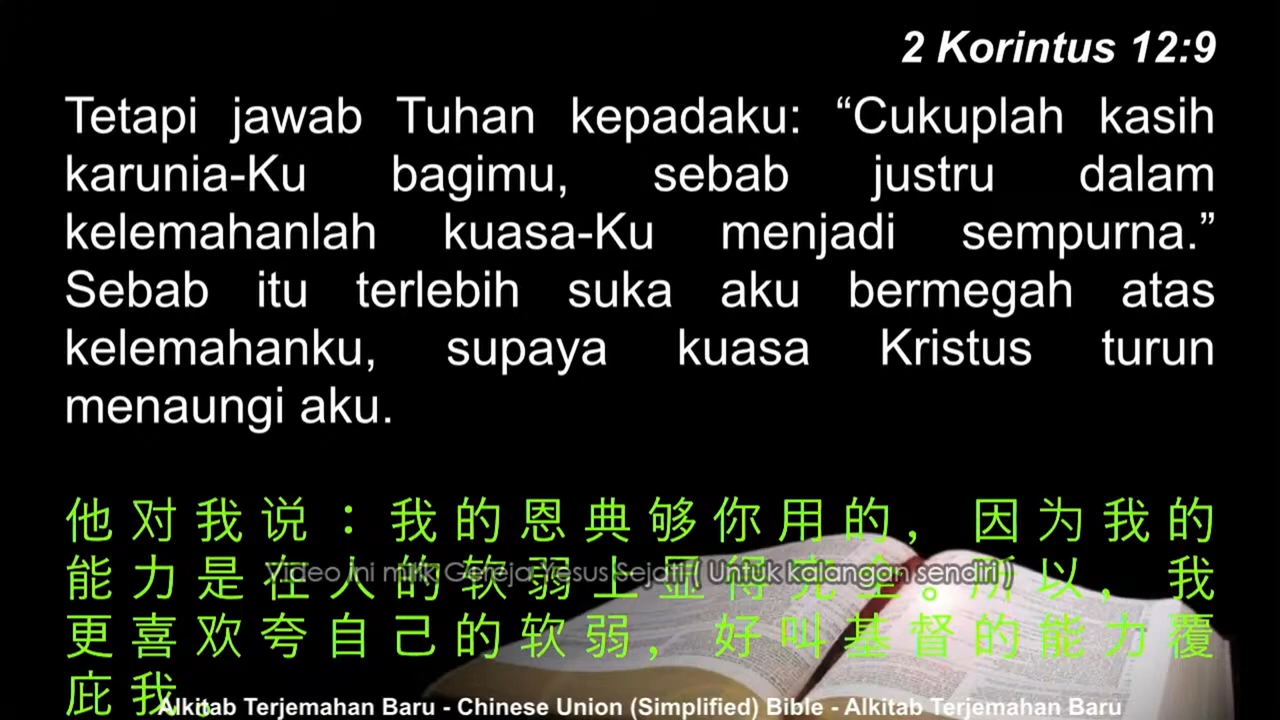 2 Korintus 12:9
Tetapi jawab Tuhan kepadaku: “Cukuplah kasih
karunia-Ku bagimu, sebab justru dalam
kelemahanlah kuasa-Ku menjadi sempurna.”
Sebab itu terlebih suka aku bermegah atas
kelemahanku, supaya kuasa Kristus turun
menaungi aku.
他对我说：我的恩典够你用的，因为我的
能力是在人的软弱上显得完全。所以，我
Video ini milik Gereja Yesus Sejati ( Untuk kalangan sendiri )
更喜欢夸自己的软弱，好叫基督的能力覆
庇我。
Alkitab Terjemahan Baru - Chinese Union (Simplified) Bible - Alkitab Terjemahan Baru